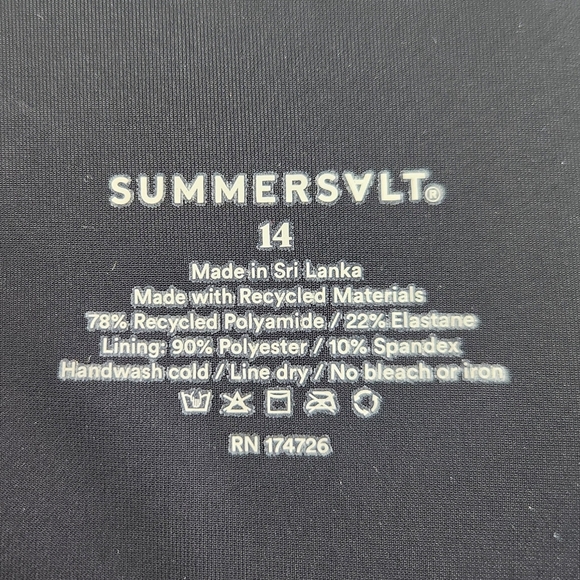 SUMMERSALT®
14
Made in Sri Lanka
Made with Recycled Materials
78% Recycled Polyamide / 22% Elastane
Lining: 90% Polyester / 10% Spandex
Handwash cold / Line dry / No bleach or iron
RN 174726